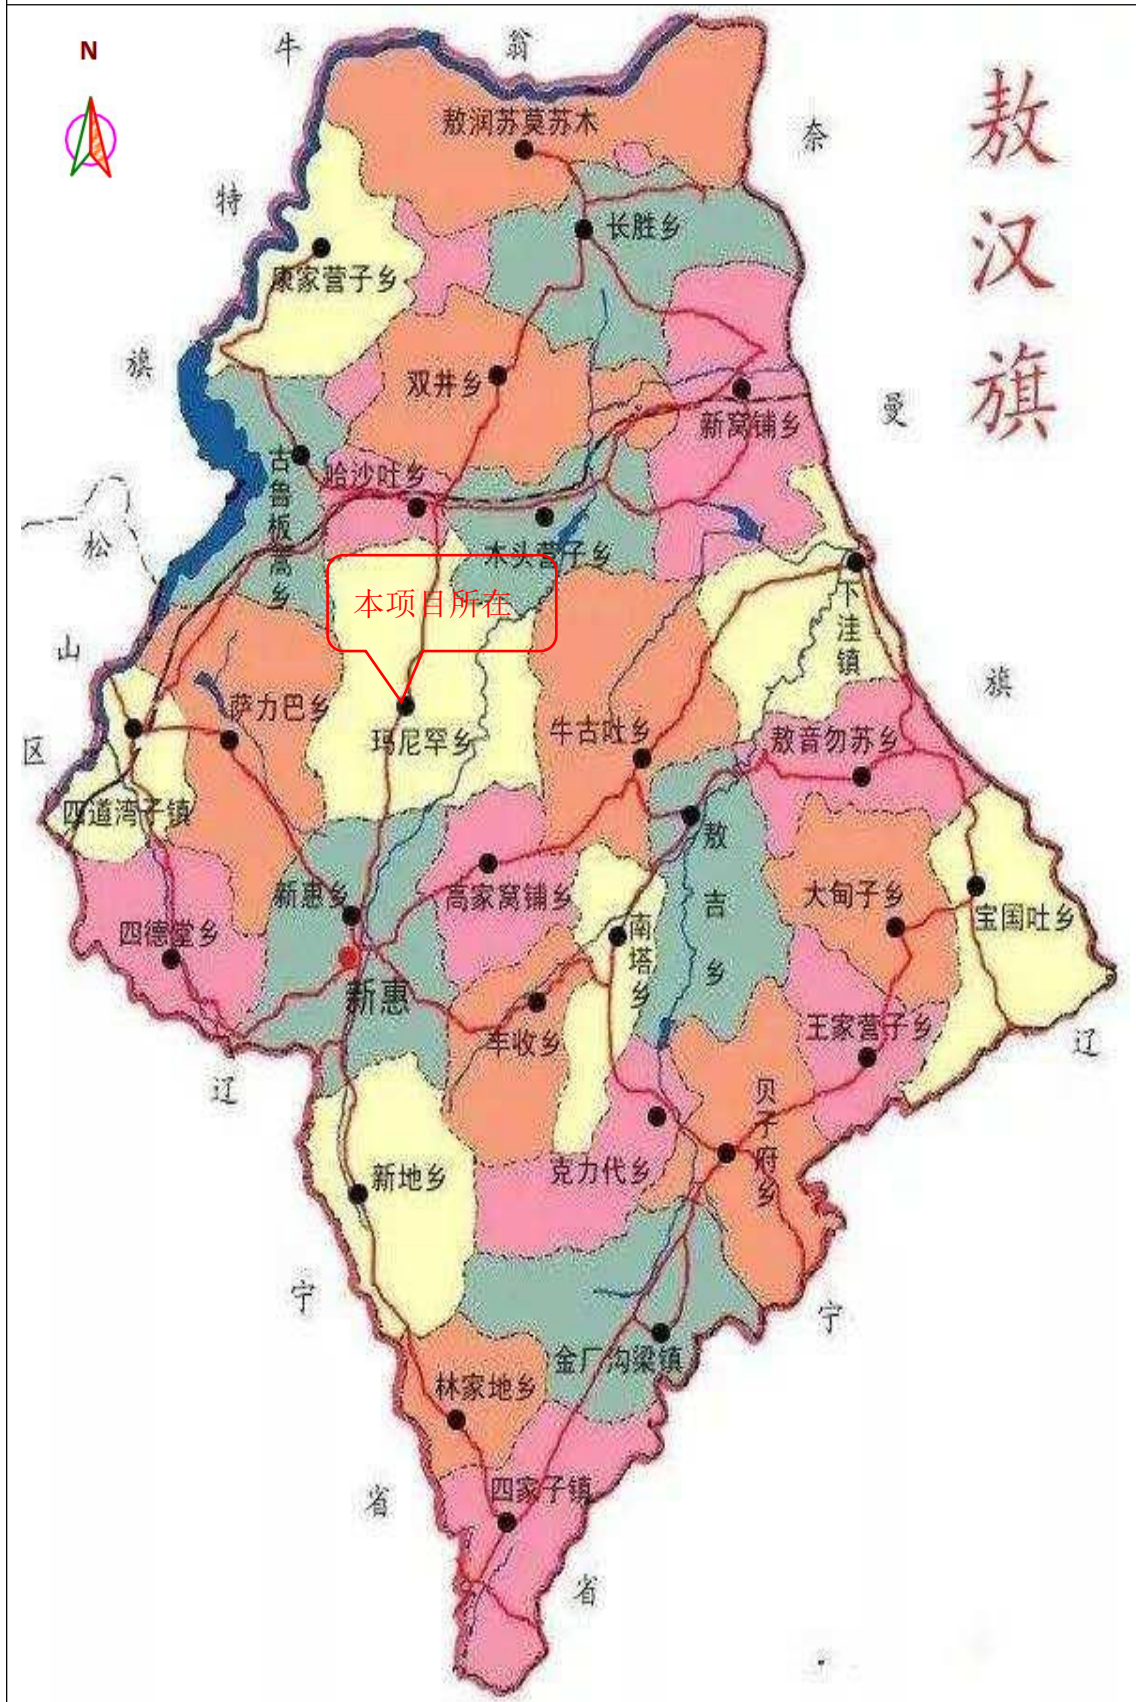 N
敖汉旗
牛
翁
特
旗
奈
曼
旗
松
山
区
辽
宁
省
辽
宁
省
敖润苏莫苏木
长胜乡
康家营子乡
双井乡
新窝铺乡
古鲁板蒿乡
哈沙吐乡
木头营子乡
本项目所在
下洼镇
萨力巴乡
玛尼罕乡
牛古吐乡
敖音勿苏乡
四道湾子镇
敖吉乡
新惠乡
高家窝铺乡
大甸子乡
宝国吐乡
四德堂乡
南塔乡
新惠
丰收乡
王家营子乡
贝子府乡
新地乡
克力代乡
金厂沟梁镇
林家地乡
四家子镇